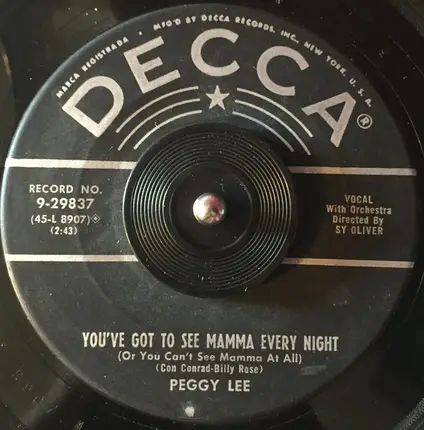 MARCA REGISTRADA • MFG'D BY DECCA RECORDS, INC., NEW YORK, U.S.A.
DECCA®
RECORD NO.
9-29837
(45-L 8907)
(2:43)
VOCAL
With Orchestra
Directed By
SY OLIVER
YOU'VE GOT TO SEE MAMMA EVERY NIGHT
(Or You Can't See Mamma At All)
(Con Conrad-Billy Rose)
PEGGY LEE